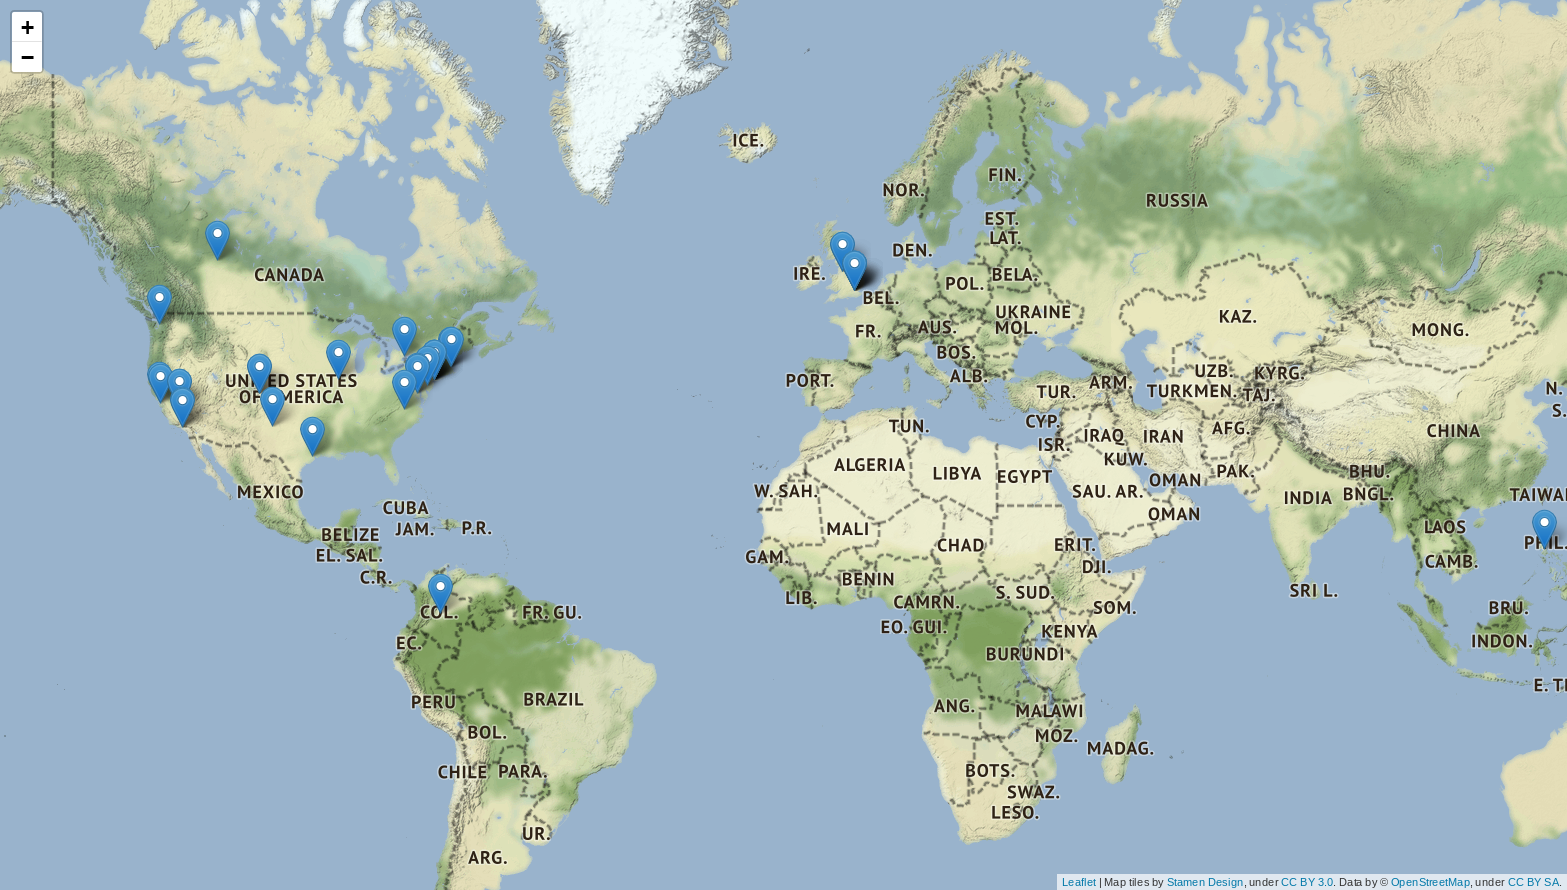 +
−
ICE.
FIN.
NOR.
RUSSIA
EST.
LAT.
DEN.
CANADA
IRE.
BELA.
POL.
BEL.
UKRAINE
KAZ.
MOL.
FR.
AUS.
MONG.
BOS.
UZB.
KYRG.
ALB.
UNITED STATES
PORT.
ARM.
TUR.
TURKMEN.
TAJ.
N.
OF AMERICA
S.
CYP.
TUN.
AFG.
CHINA
IRAQ
IRAN
ISR.
KUW.
ALGERIA
LIBYA
EGYPT
PAK.
BHU.
OMAN
MEXICO
W. SAH.
SAU. AR.
INDIA
BNGL.
TAIWA
CUBA
OMAN
P.R.
JAM.
MALI
LAOS
BELIZE
CHAD
ERIT.
PHIL.
EL. SAL.
GAM.
CAMB.
DJI.
C.R.
BENIN
S. SUD.
SRI L.
LIB.
CAMRN.
SOM.
BRU.
COL.
FR. GU.
EQ. GUI.
KENYA
EC.
INDON.
BURUNDI
E. TI
BRAZIL
PERU
ANG.
MALAWI
BOL.
MOZ.
MADAG.
CHILE
PARA.
BOTS.
SWAZ.
LESO.
UR.
ARG.
Leaflet | Map tiles by Stamen Design, under CC BY 3.0. Data by © OpenStreetMap, under CC BY SA.